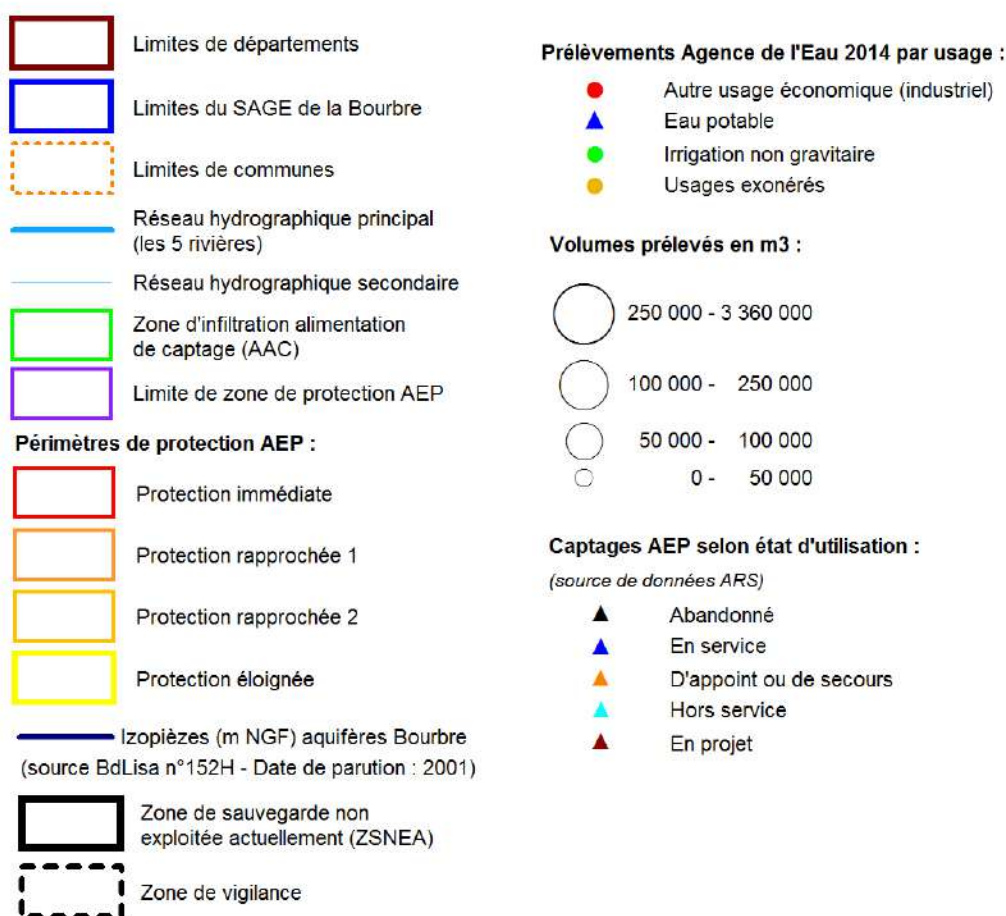 Limites de départements
Limites du SAGE de la Bourbre
Limites de communes
Réseau hydrographique principal
(les 5 rivières)
Réseau hydrographique secondaire
Zone d'infiltration alimentation
de captage (AAC)
Limite de zone de protection AEP
Périmètres de protection AEP :
Protection immédiate
Protection rapprochée 1
Protection rapprochée 2
Protection éloignée
Izopièzes (m NGF) aquifères Bourbre
(source BdLisa n°152H - Date de parution : 2001)
Zone de sauvegarde non
exploitée actuellement (ZSNEA)
Zone de vigilance
Prélèvements Agence de l'Eau 2014 par usage :
Autre usage économique (industriel)
Eau potable
Irrigation non gravitaire
Usages exonérés
Volumes prélevés en m3 :
250 000 - 3 360 000
100 000 - 250 000
50 000 - 100 000
0 - 50 000
Captages AEP selon état d'utilisation :
(source de données ARS)
Abandonné
En service
D'appoint ou de secours
Hors service
En projet